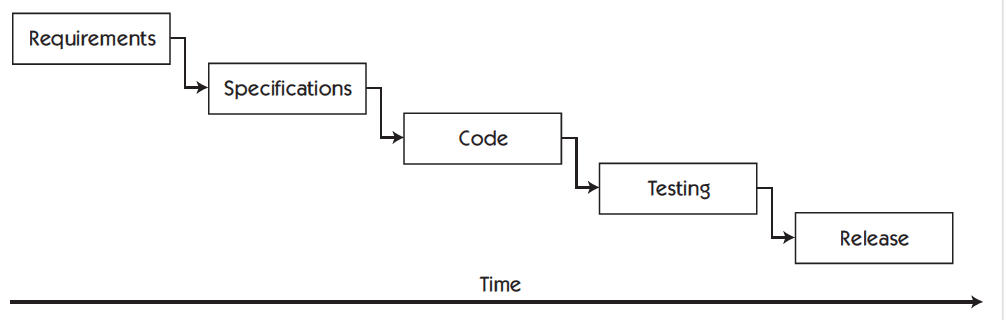 Requirements
Specifications
Code
Testing
Release
Time